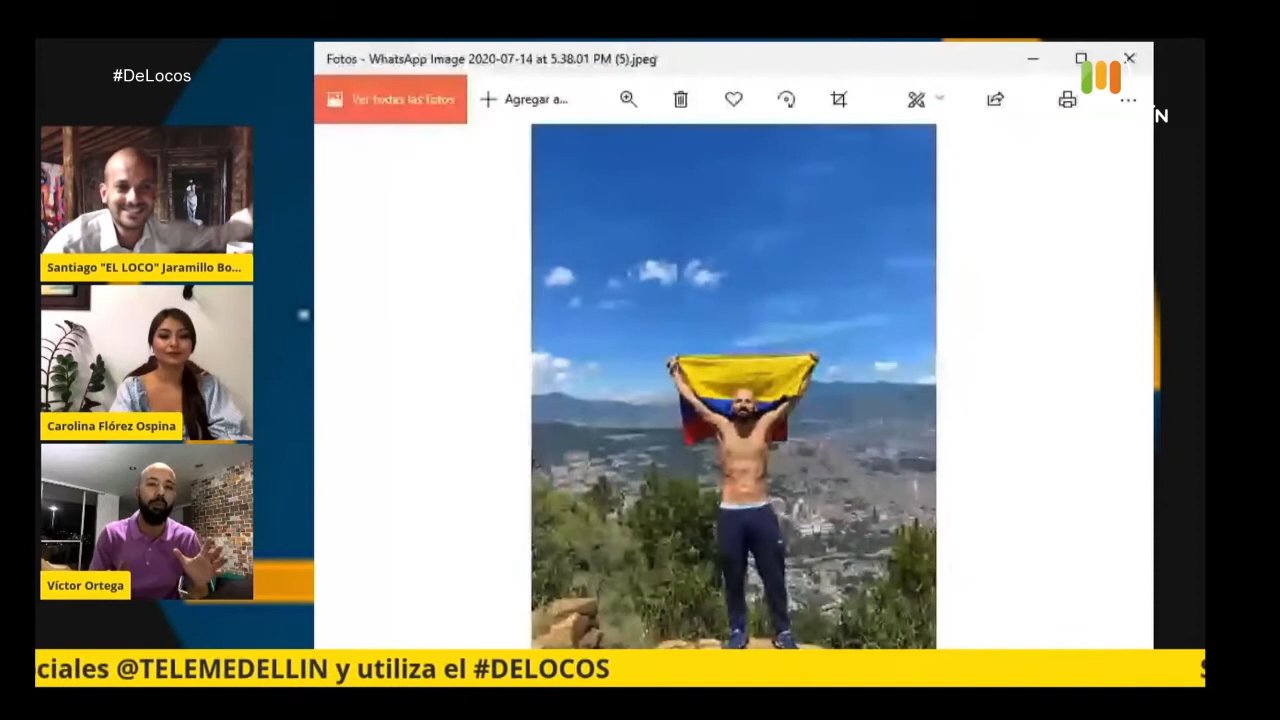 #DeLocos
Fotos - WhatsApp Image 2020-07-14 at 5.38.01 PM (5).jpeg
Ver todas las fotos
Agregar a...
ÍN
Santiago "EL LOCO" Jaramillo Bo...
Carolina Flórez Ospina
Víctor Ortega
ciales @TELEMEDELLIN y utiliza el #DELOCOS